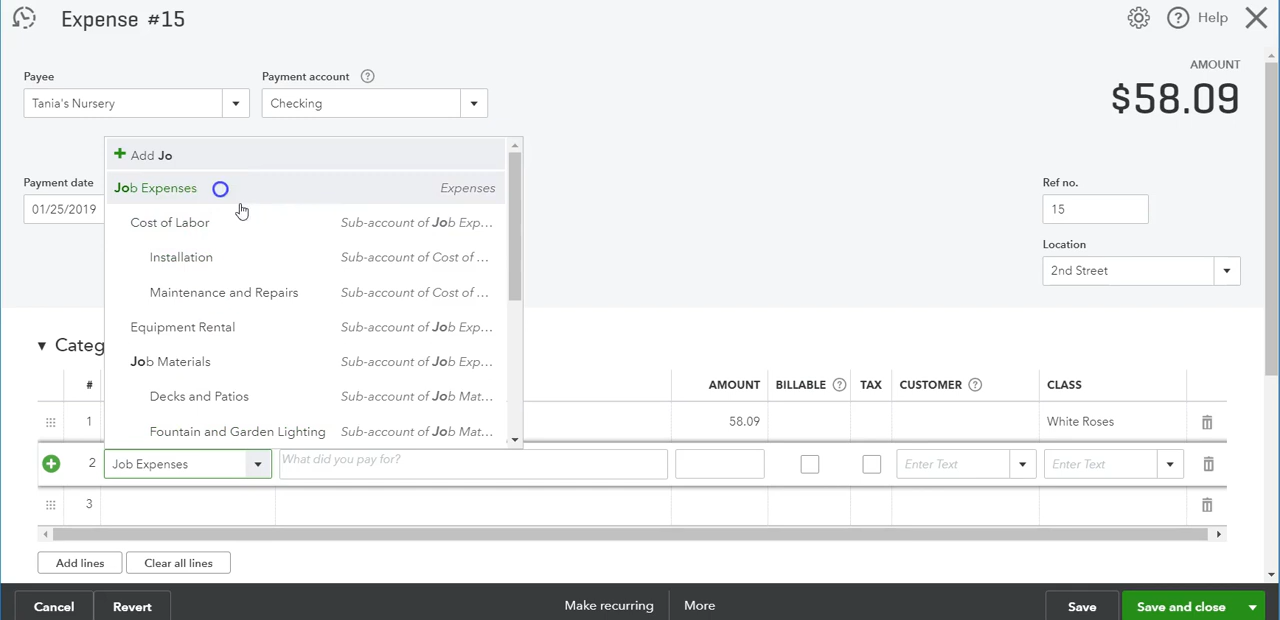 Expense #15
Help
Payee
Payment account
AMOUNT
Tania's Nursery
Checking
$58.09
Add Jo
Payment date
Job Expenses Expenses
Ref no.
01/25/2019
Cost of Labor Sub-account of Job Exp...
15
Installation Sub-account of Cost of ...
Location
2nd Street
Maintenance and Repairs Sub-account of Cost of ...
Equipment Rental Sub-account of Job Exp...
Categ
Job Materials Sub-account of Job Exp...
# AMOUNT BILLABLE TAX CUSTOMER CLASS
Decks and Patios Sub-account of Job Mat...
1 58.09 White Roses
Fountain and Garden Lighting Sub-account of Job Mat...
2 Job Expenses What did you pay for? Enter Text Enter Text
3
Add lines Clear all lines
Cancel Revert Make recurring More Save Save and close